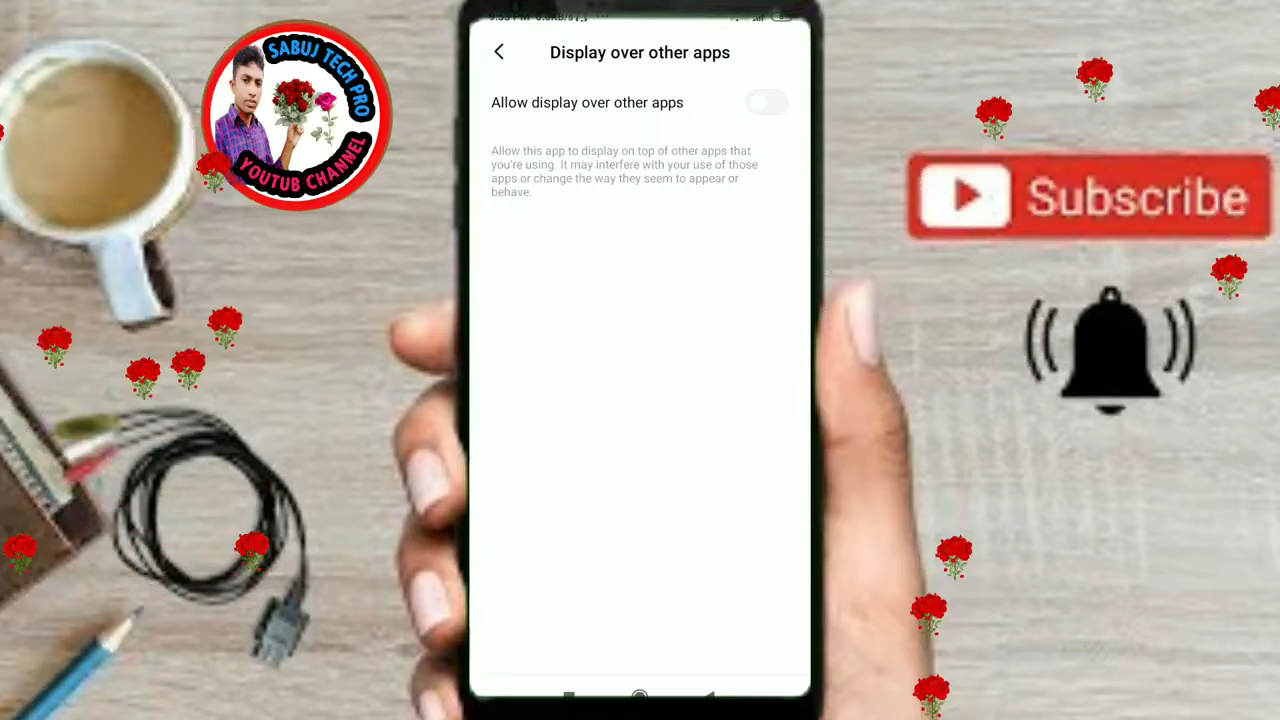 SABUJ TECH PRO
YOUTUB CHANNEL
Display over other apps
Allow display over other apps
Allow this app to display on top of other apps that
you're using. It may interfere with your use of those
apps or change the way they seem to appear or
behave.
Subscribe